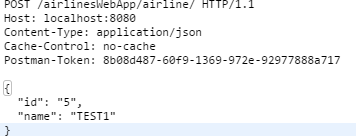 POST /airlinesWebApp/airline/ HTTP/1.1
Host: localhost:8080
Content-Type: application/json
Cache-Control: no-cache
Postman-Token: 8b08d487-60f9-1369-972e-92977888a717
{
"id": "5",
"name": "TEST1"
}